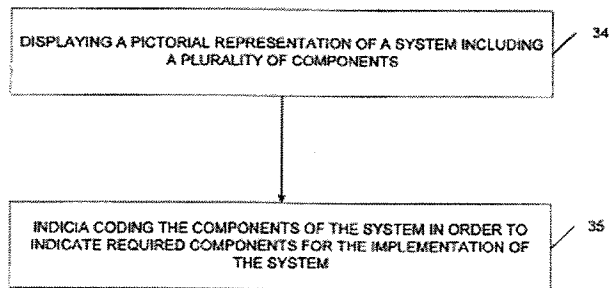 DISPLAYING A PICTORIAL REPRESENTATION OF A SYSTEM INCLUDING
A PLURALITY OF COMPONENTS
34
INDICIA CODING THE COMPONENTS OF THE SYSTEM IN ORDER TO
INDICATE REQUIRED COMPONENTS FOR THE IMPLEMENTATION OF
THE SYSTEM
35